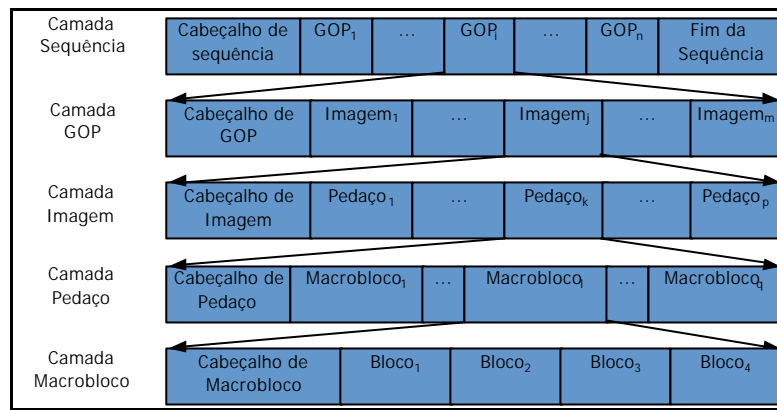 Camada
Sequência
Cabeçalho de
sequência
GOP₁
...
GOPᵢ
...
GOPₙ
Fim da
Sequência
Camada
GOP
Cabeçalho de
GOP
Imagem₁
...
Imagemⱼ
...
Imagemₘ
Camada
Imagem
Cabeçalho de
Imagem
Pedaço₁
...
Pedaçoₖ
...
Pedaçoₚ
Camada
Pedaço
Cabeçalho de
Pedaço
Macrobloco₁
...
Macroblocoₗ
...
Macrobloco_q
Camada
Macrobloco
Cabeçalho de
Macrobloco
Bloco₁
Bloco₂
Bloco₃
Bloco₄